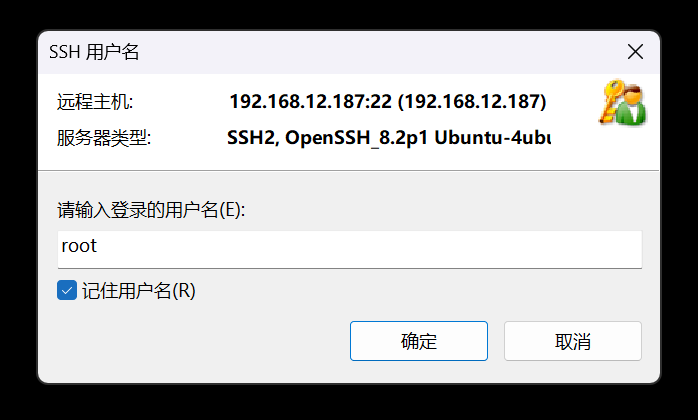 SSH 用户名
远程主机: 192.168.12.187:22 (192.168.12.187)
服务器类型: SSH2, OpenSSH_8.2p1 Ubuntu-4ubu
请输入登录的用户名(E):
root
记住用户名(R)
确定 取消